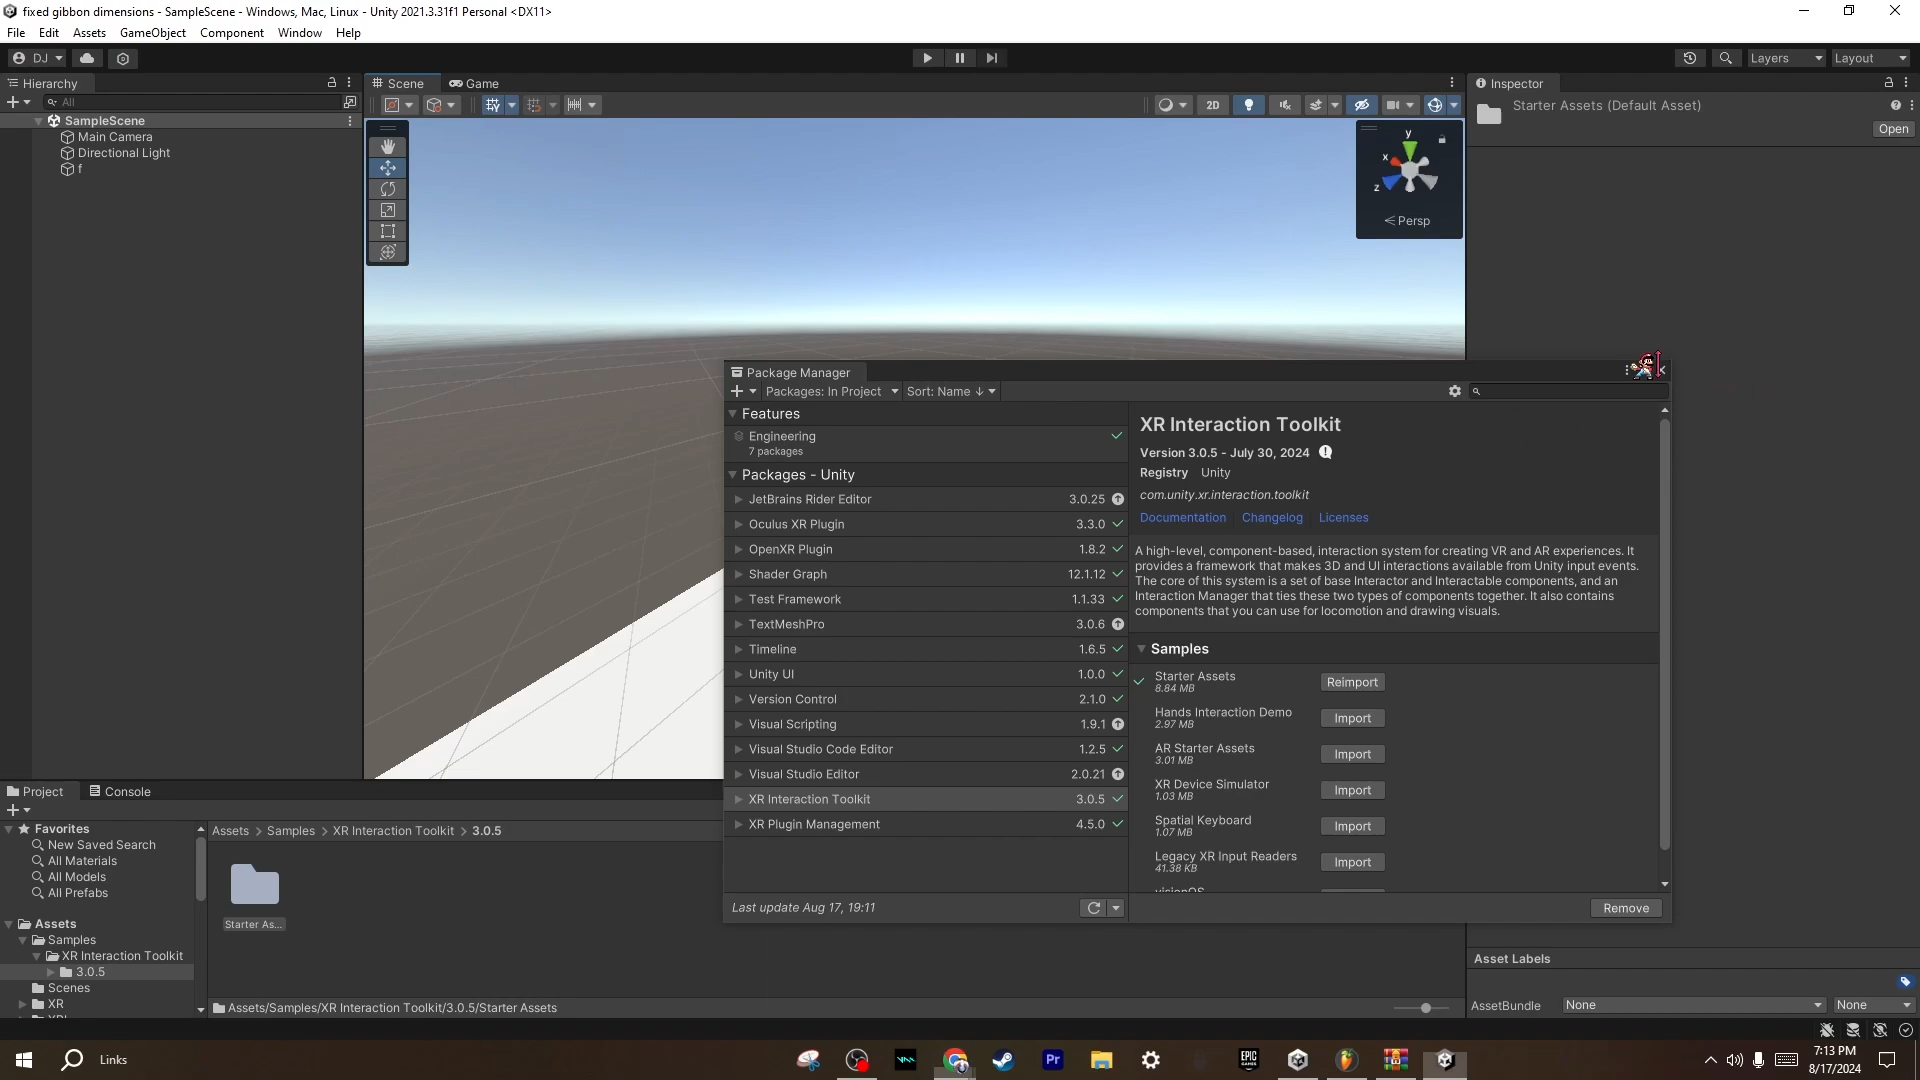 fixed gibbon dimensions - SampleScene - Windows, Mac, Linux - Unity 2021.3.31f1 Personal <DX11>
File Edit Assets GameObject Component Window Help
DJ
Layers
Layout
Hierarchy
All
SampleScene
Main Camera
Directional Light
f
Scene
Game
2D
y
x
z
Persp
Inspector
Starter Assets (Default Asset)
Open
Package Manager
Packages: In Project
Sort: Name ↓
Features
Engineering
7 packages
Packages - Unity
JetBrains Rider Editor 3.0.25
Oculus XR Plugin 3.3.0
OpenXR Plugin 1.8.2
Shader Graph 12.1.12
Test Framework 1.1.33
TextMeshPro 3.0.6
Timeline 1.6.5
Unity UI 1.0.0
Version Control 2.1.0
Visual Scripting 1.9.1
Visual Studio Code Editor 1.2.5
Visual Studio Editor 2.0.21
XR Interaction Toolkit 3.0.5
XR Plugin Management 4.5.0
Last update Aug 17, 19:11
XR Interaction Toolkit
Version 3.0.5 - July 30, 2024
Registry Unity
com.unity.xr.interaction.toolkit
Documentation Changelog Licenses
A high-level, component-based, interaction system for creating VR and AR experiences. It
provides a framework that makes 3D and UI interactions available from Unity input events.
The core of this system is a set of base Interactor and Interactable components, and an
Interaction Manager that ties these two types of components together. It also contains
components that you can use for locomotion and drawing visuals.
Samples
Starter Assets Reimport
8.84 MB
Hands Interaction Demo Import
2.97 MB
AR Starter Assets Import
3.01 MB
XR Device Simulator Import
1.03 MB
Spatial Keyboard Import
1.07 MB
Legacy XR Input Readers Import
41.38 KB
visionOS
Remove
Project
Console
Favorites
New Saved Search
All Materials
All Models
All Prefabs
Assets
Samples
XR Interaction Toolkit
3.0.5
Scenes
XR
XRI
Assets > Samples > XR Interaction Toolkit > 3.0.5
Starter As...
Assets/Samples/XR Interaction Toolkit/3.0.5/Starter Assets
Asset Labels
AssetBundle None None
Links
Pr
EPIC
GAMES
7:13 PM
8/17/2024